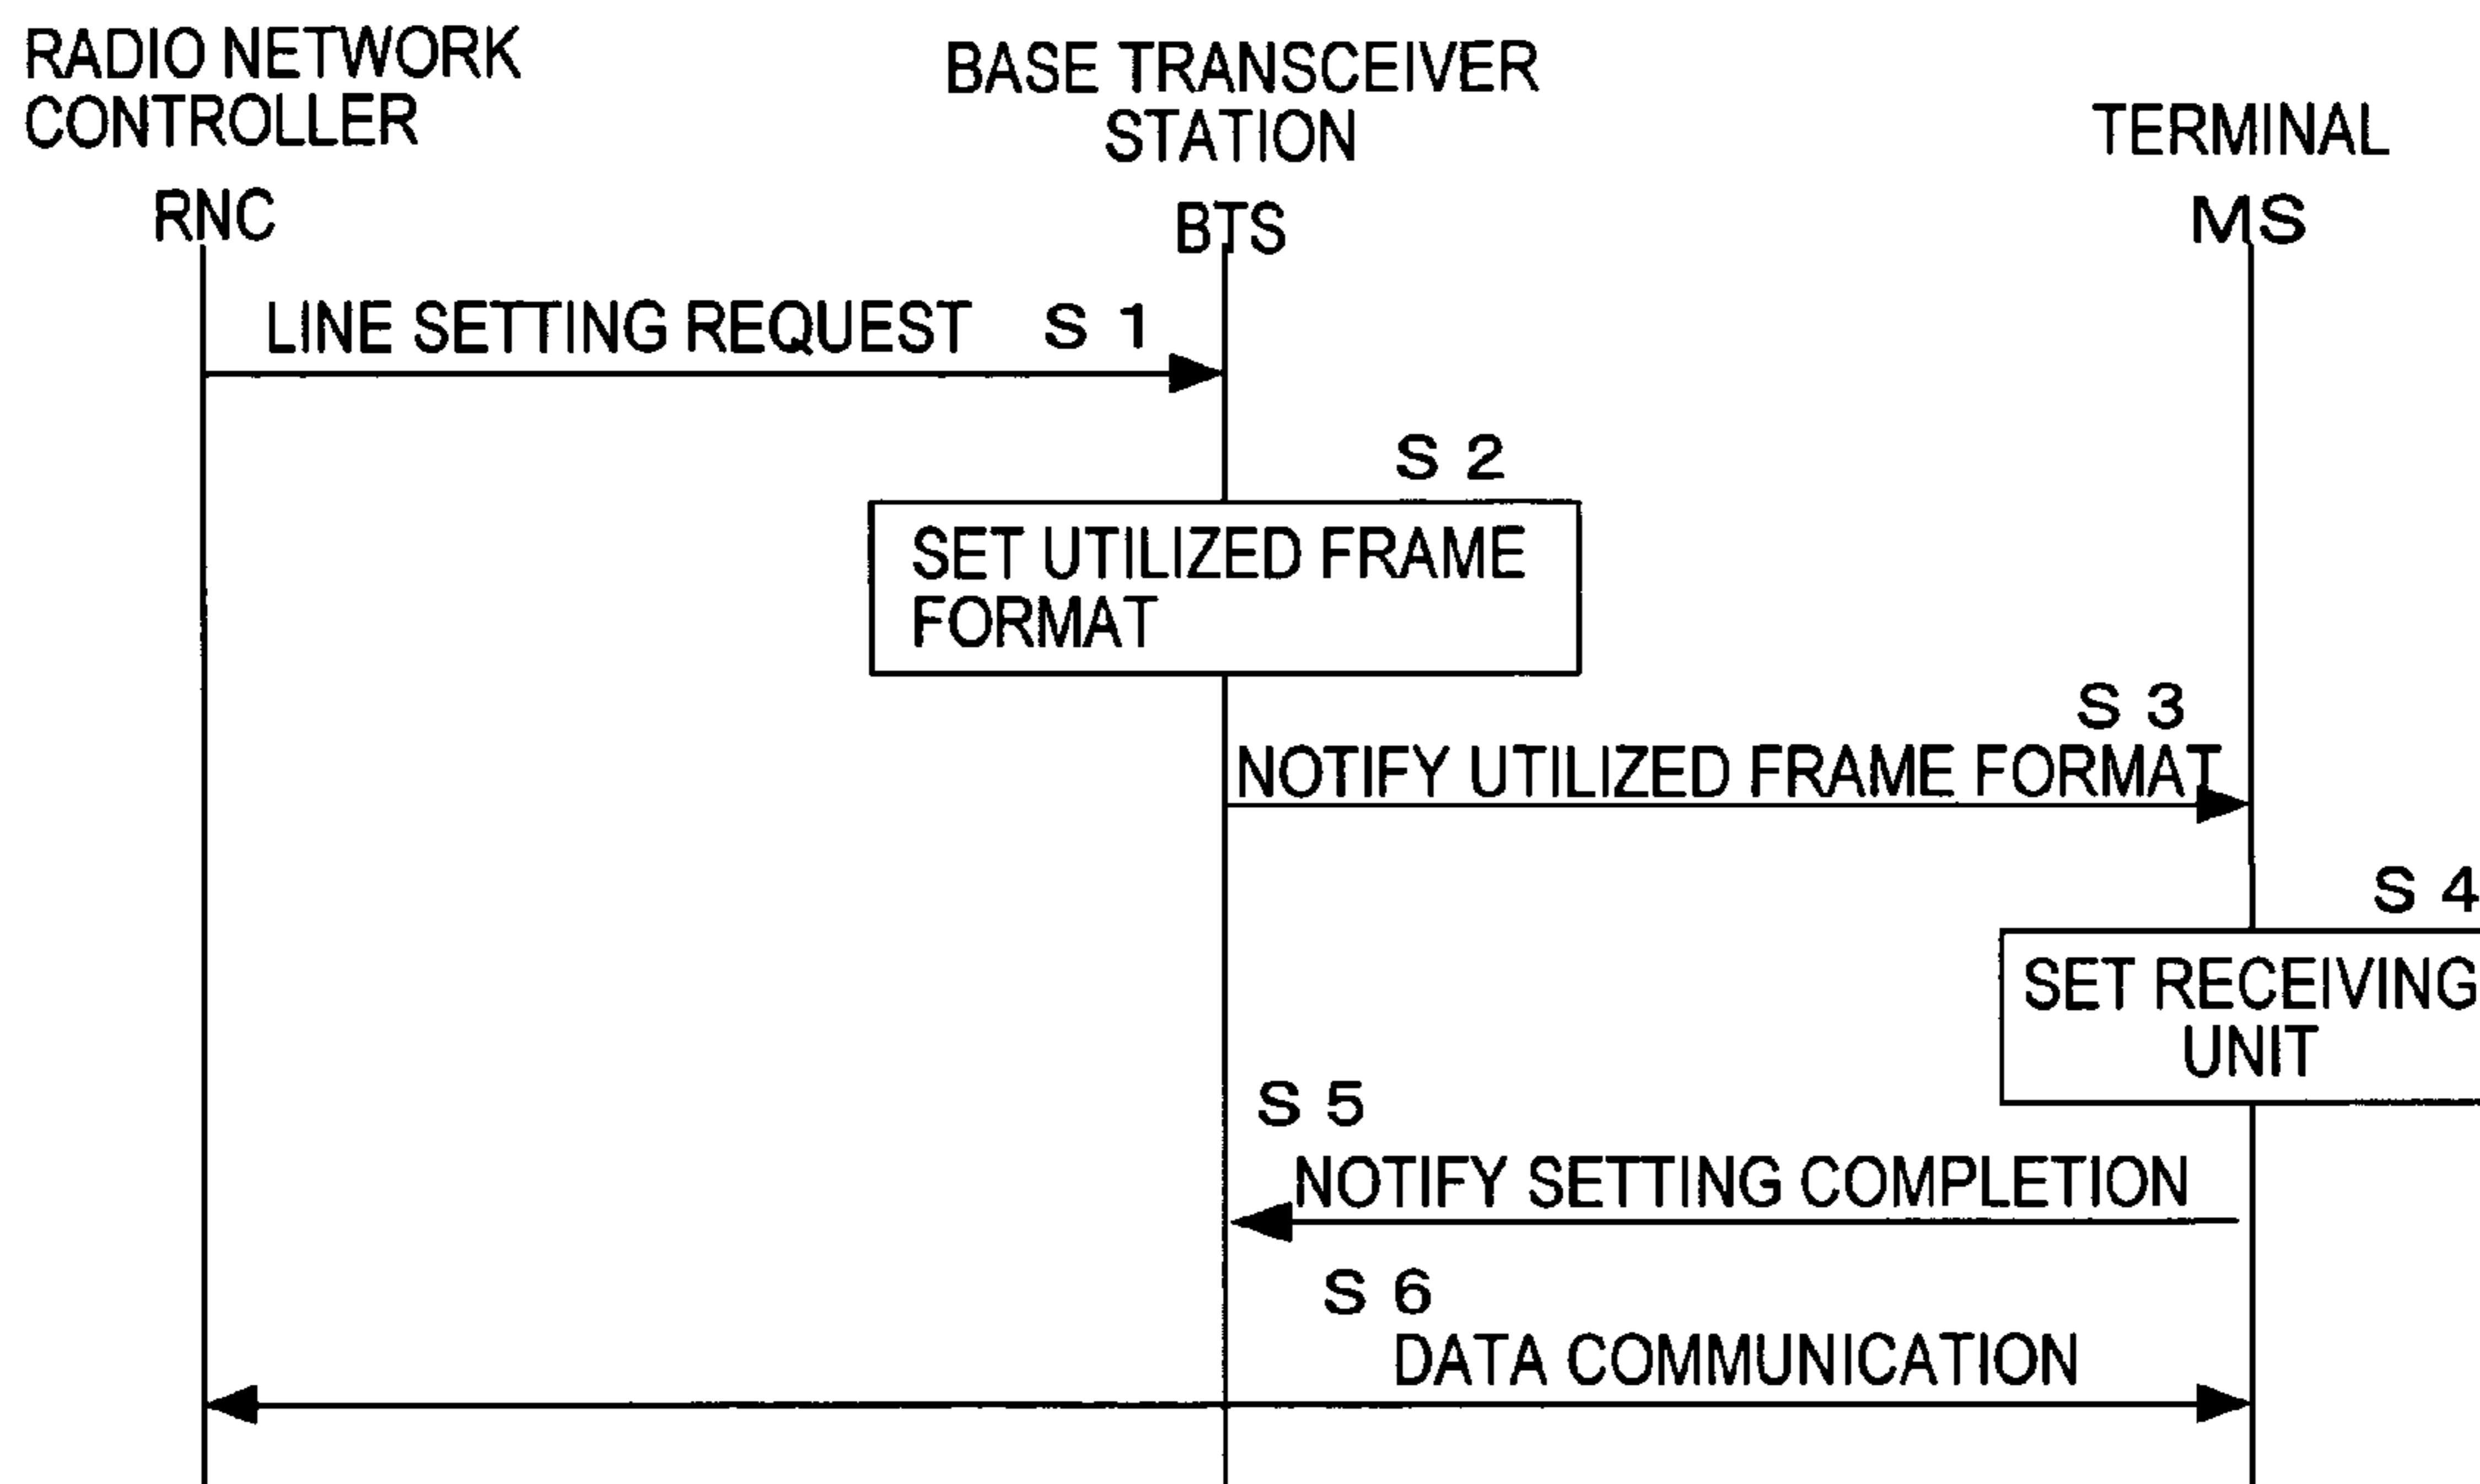 RADIO NETWORK
CONTROLLER
RNC
BASE TRANSCEIVER
STATION
BTS
TERMINAL
MS
LINE SETTING REQUEST S 1
S 2
SET UTILIZED FRAME
FORMAT
S 3
NOTIFY UTILIZED FRAME FORMAT
S 4
SET RECEIVING
UNIT
S 5
NOTIFY SETTING COMPLETION
S 6
DATA COMMUNICATION